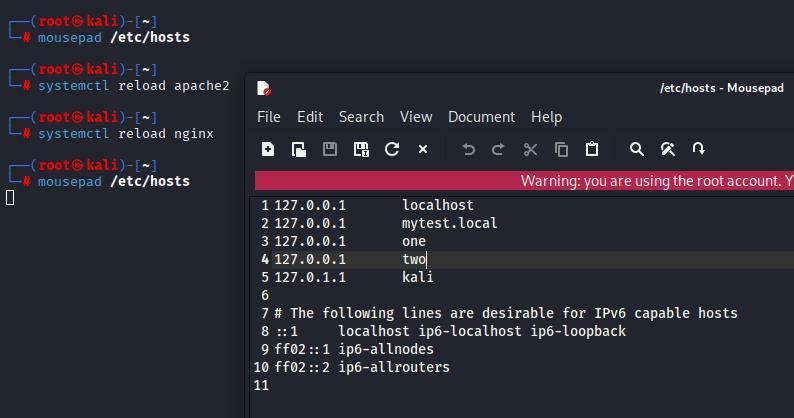 ┌──(root㉿kali)-[~]
└─# mousepad /etc/hosts
┌──(root㉿kali)-[~]
└─# systemctl reload apache2
┌──(root㉿kali)-[~]
└─# systemctl reload nginx
┌──(root㉿kali)-[~]
└─# mousepad /etc/hosts
/etc/hosts - Mousepad
File Edit Search View Document Help
Warning: you are using the root account. Y
1 127.0.0.1 localhost
2 127.0.0.1 mytest.local
3 127.0.0.1 one
4 127.0.0.1 two
5 127.0.1.1 kali
6
7 # The following lines are desirable for IPv6 capable hosts
8 ::1 localhost ip6-localhost ip6-loopback
9 ff02::1 ip6-allnodes
10 ff02::2 ip6-allrouters
11